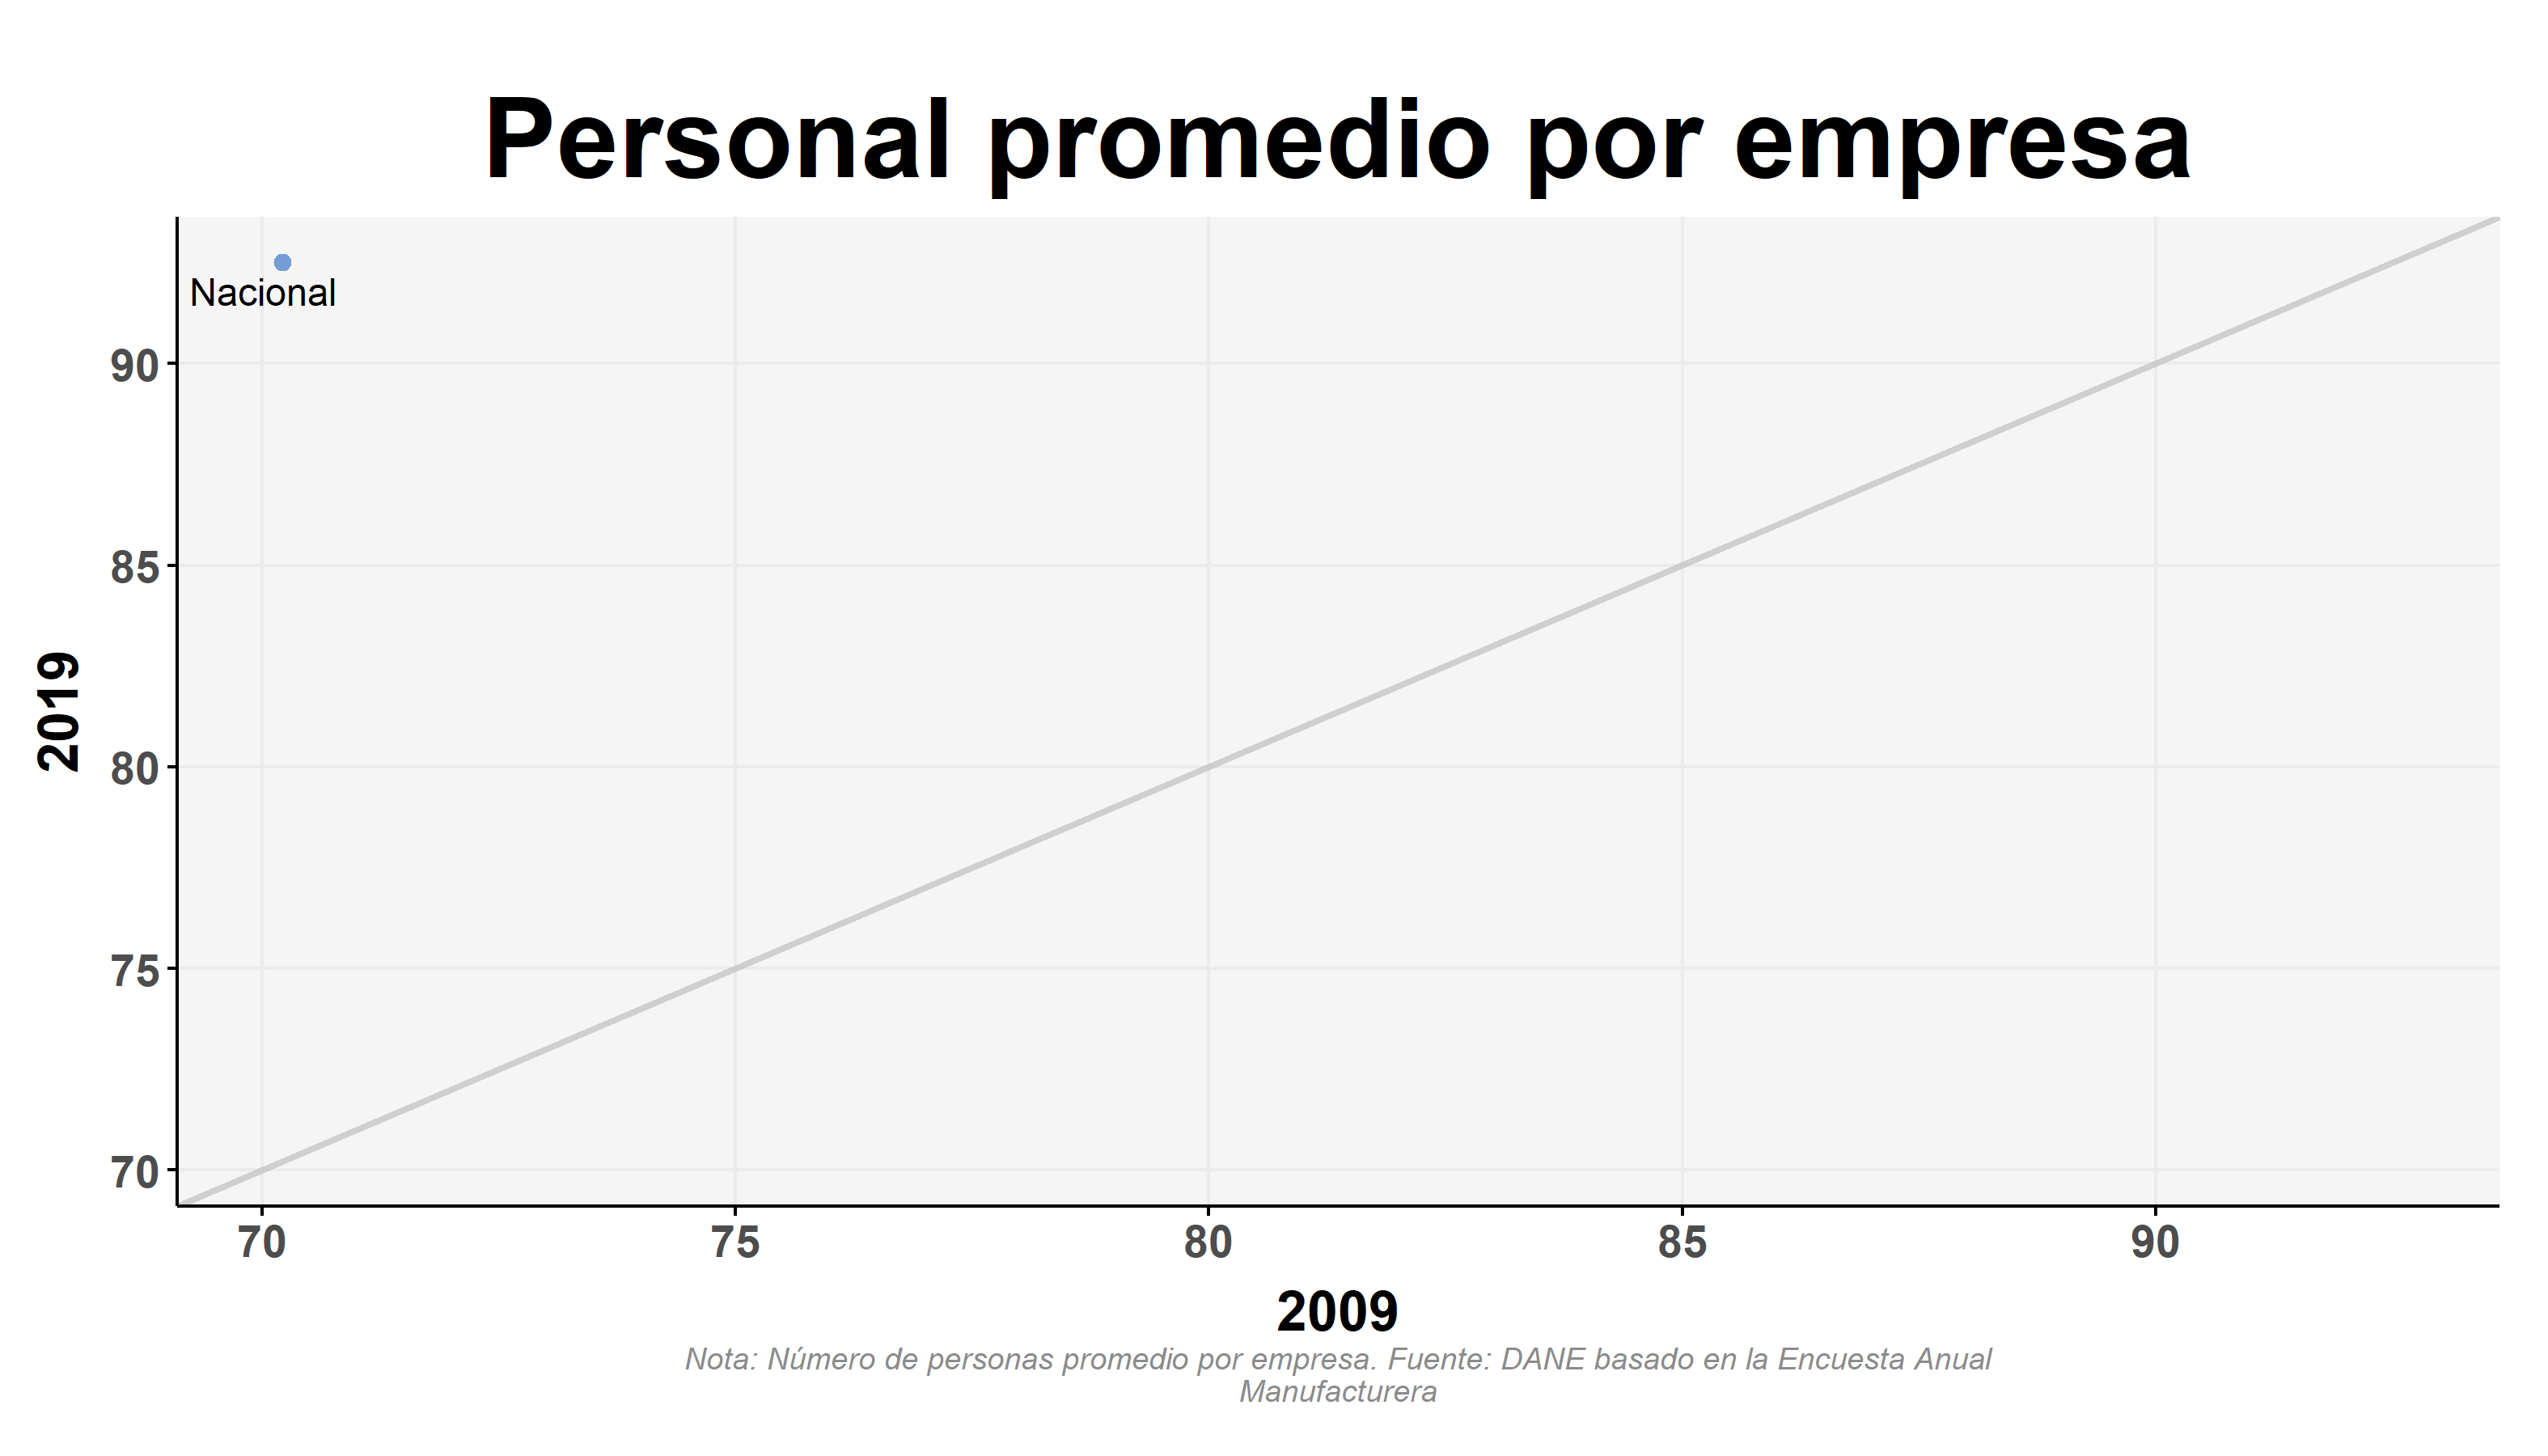 Personal promedio por empresa
Nacional
90
85
80
75
70
2019
70 75 80 85 90
2009
Nota: Número de personas promedio por empresa. Fuente: DANE basado en la Encuesta Anual
Manufacturera